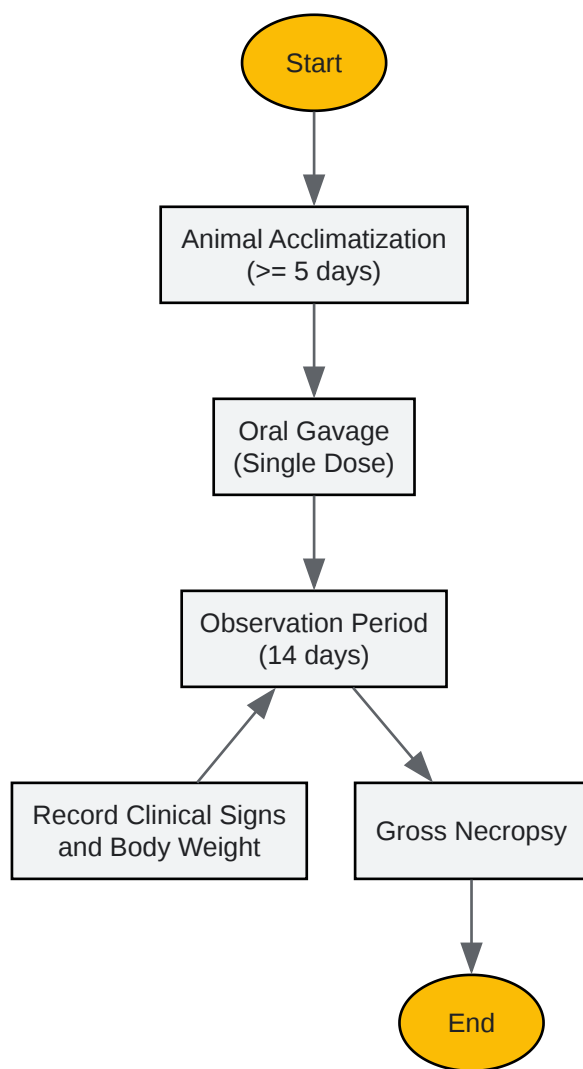 Start
Animal Acclimatization
(>= 5 days)
Oral Gavage
(Single Dose)
Observation Period
(14 days)
Record Clinical Signs
and Body Weight
Gross Necropsy
End